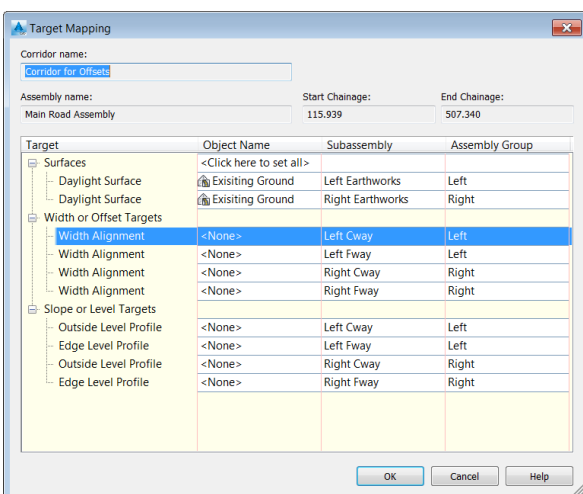 Target Mapping
Corridor name:
Corridor for Offsets
Assembly name: Start Chainage: End Chainage:
Main Road Assembly 115.939 507.340
Target Object Name Subassembly Assembly Group
Surfaces <Click here to set all>
Daylight Surface Exisiting Ground Left Earthworks Left
Daylight Surface Exisiting Ground Right Earthworks Right
Width or Offset Targets
Width Alignment <None> Left Cway Left
Width Alignment <None> Left Fway Left
Width Alignment <None> Right Cway Right
Width Alignment <None> Right Fway Right
Slope or Level Targets
Outside Level Profile <None> Left Cway Left
Edge Level Profile <None> Left Fway Left
Outside Level Profile <None> Right Cway Right
Edge Level Profile <None> Right Fway Right
OK Cancel Help